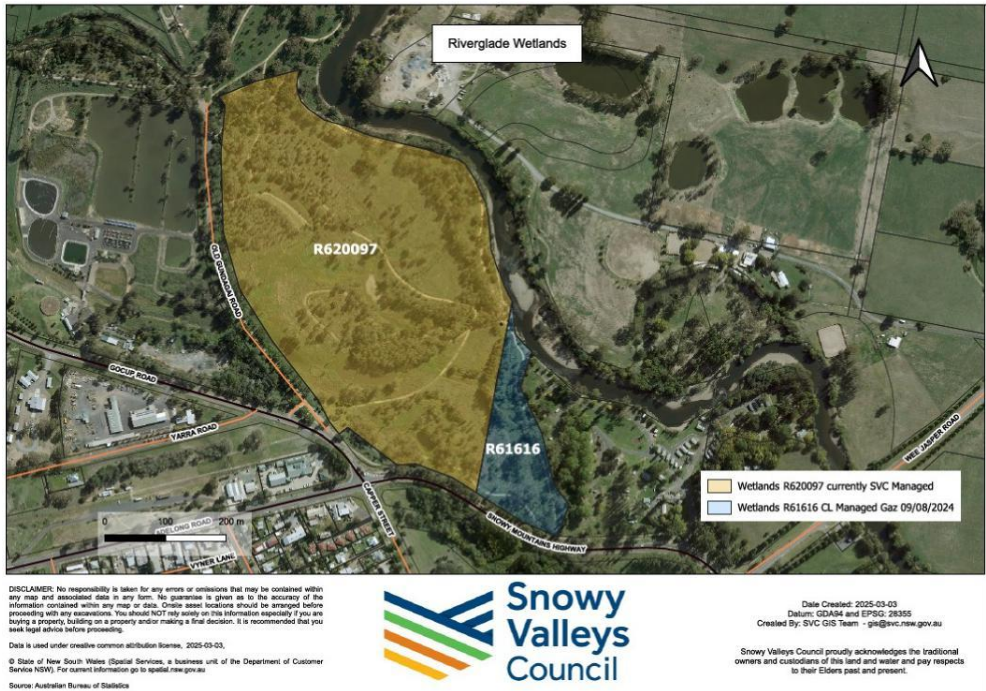 Riverglade Wetlands
R620097
OLD GUNDAGAI ROAD
GOCUP ROAD
YARRA ROAD
R61616
WEE JASPER ROAD
Wetlands R620097 currently SVC Managed
Wetlands R61616 CL Managed Gaz 09/08/2024
CAPPER STREET
SNOWY MOUNTAINS HIGHWAY
0 100 200 m
ADELONG ROAD
VYNER LANE
DISCLAIMER: No responsibility is taken for any errors or omissions that may be contained within
any map and associated data in any form. No guarantee is given as to the accuracy of the
information contained within any map or data. Onsite asset locations should be arranged before
proceeding with any excavations. You should NOT rely solely on this information especially if you are
buying a property, building on a property and/or making a final decision. It is recommended that you
seek legal advice before proceeding.
Data is used under creative common attribution license, 2025-03-03,
© State of New South Wales (Spatial Services, a business unit of the Department of Customer
Service NSW). For current information go to spatial.nsw.gov.au
Source: Australian Bureau of Statistics
Snowy
Valleys
Council
Date Created: 2025-03-03
Datum: GDA94 and EPSG: 28355
Created By: SVC GIS Team - gis@svc.nsw.gov.au
Snowy Valleys Council proudly acknowledges the traditional
owners and custodians of this land and water and pay respects
to their Elders past and present.